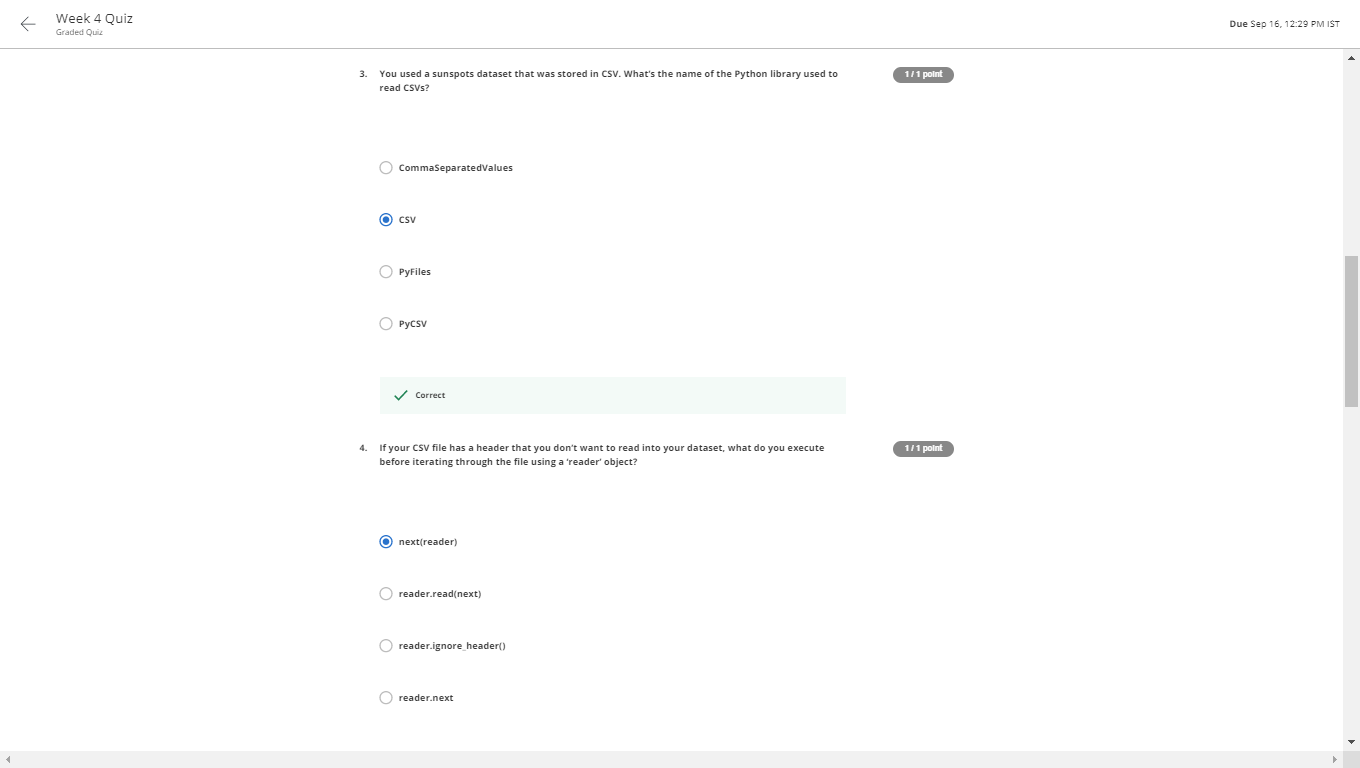 Week 4 Quiz
Graded Quiz
Due Sep 16, 12:29 PM IST
3. You used a sunspots dataset that was stored in CSV. What's the name of the Python library used to
read CSVs?
1 / 1 point
CommaSeparatedValues
CSV
PyFiles
PyCSV
Correct
4. If your CSV file has a header that you don't want to read into your dataset, what do you execute
before iterating through the file using a 'reader' object?
1 / 1 point
next(reader)
reader.read(next)
reader.ignore_header()
reader.next